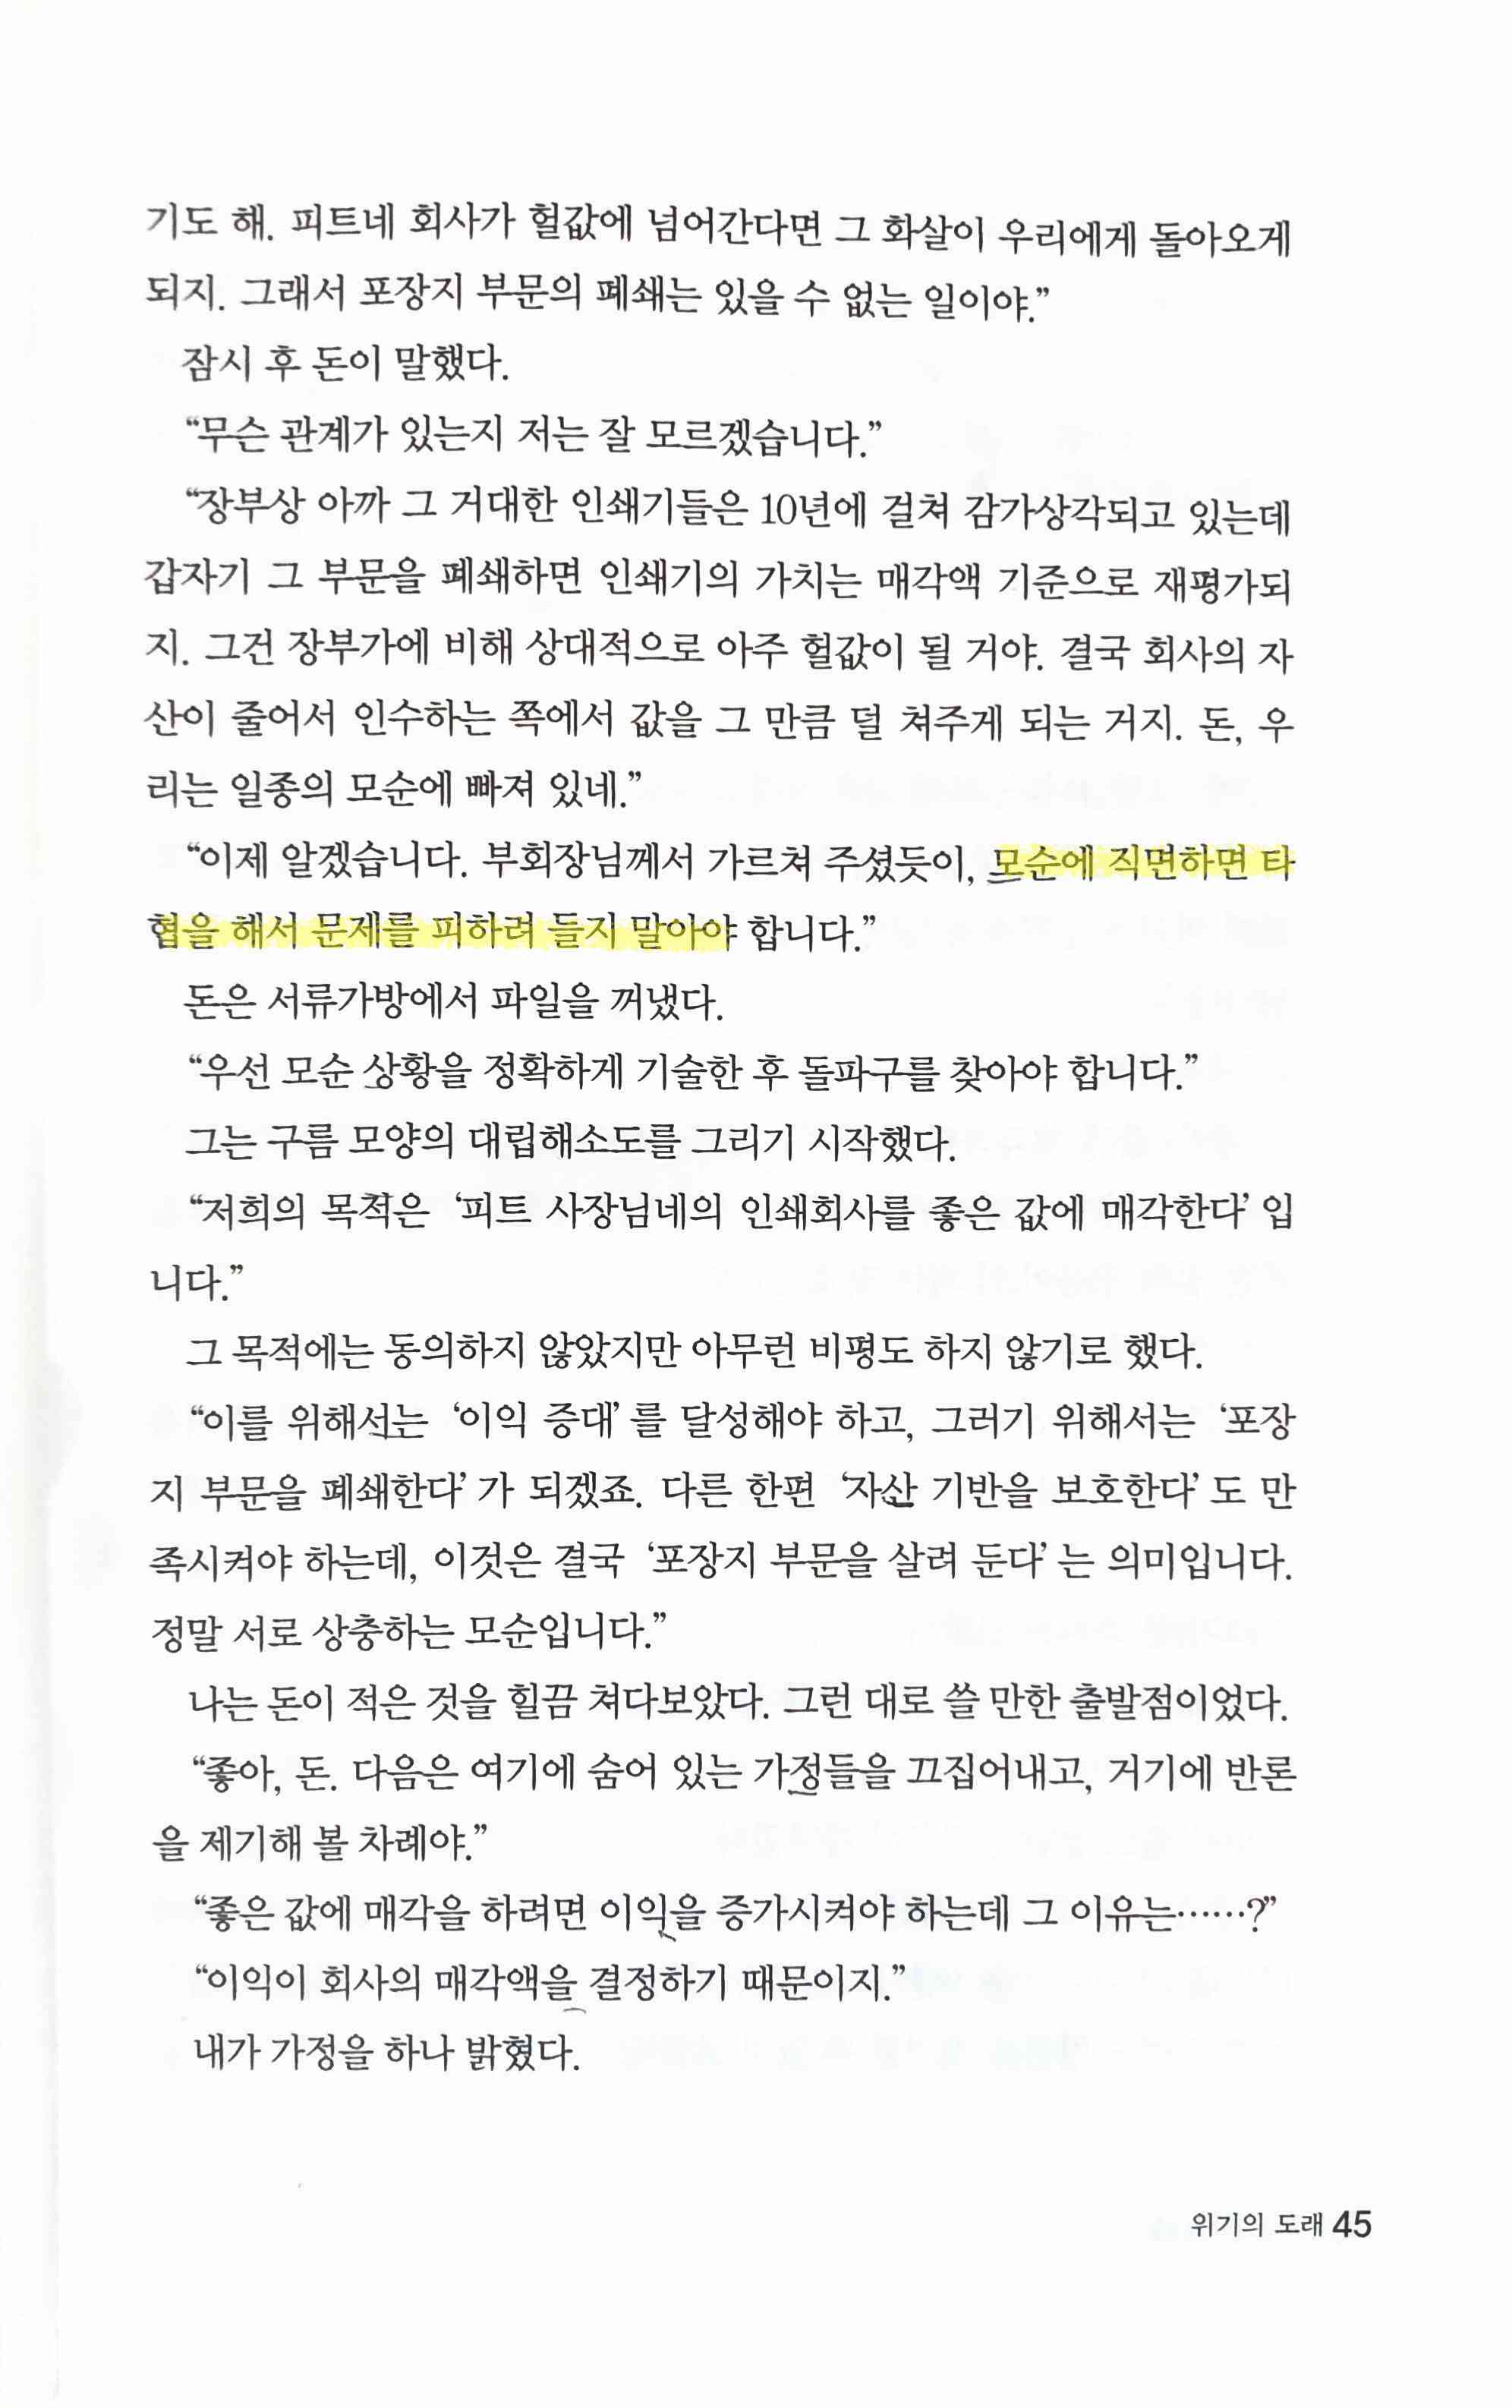 기도 해. 피트네 회사가 헐값에 넘어간다면 그 화살이 우리에게 돌아오게
되지. 그래서 포장지 부문의 폐쇄는 있을 수 없는 일이야.”
잠시 후 돈이 말했다.
“무슨 관계가 있는지 저는 잘 모르겠습니다.”
“장부상 아까 그 거대한 인쇄기들은 10년에 걸쳐 감가상각되고 있는데
갑자기 그 부문을 폐쇄하면 인쇄기의 가치는 매각액 기준으로 재평가되
지. 그건 장부가에 비해 상대적으로 아주 헐값이 될 거야. 결국 회사의 자
산이 줄어서 인수하는 쪽에서 값을 그 만큼 덜 쳐주게 되는 거지. 돈, 우
리는 일종의 모순에 빠져 있네.”
“이제 알겠습니다. 부회장님께서 가르쳐 주셨듯이, 모순에 직면하면 타
협을 해서 문제를 피하려 들지 말아야 합니다.”
돈은 서류가방에서 파일을 꺼냈다.
“우선 모순 상황을 정확하게 기술한 후 돌파구를 찾아야 합니다.”
그는 구름 모양의 대립해소도를 그리기 시작했다.
“저희의 목적은 ‘피트 사장님네의 인쇄회사를 좋은 값에 매각한다’ 입
니다.”
그 목적에는 동의하지 않았지만 아무런 비평도 하지 않기로 했다.
“이를 위해서는 ‘이익 증대’ 를 달성해야 하고, 그러기 위해서는 ‘포장
지 부문을 폐쇄한다’ 가 되겠죠. 다른 한편 ‘자산 기반을 보호한다’ 도 만
족시켜야 하는데, 이것은 결국 ‘포장지 부문을 살려 둔다’ 는 의미입니다.
정말 서로 상충하는 모순입니다.”
나는 돈이 적은 것을 힐끔 쳐다보았다. 그런 대로 쓸 만한 출발점이었다.
“좋아, 돈. 다음은 여기에 숨어 있는 가정들을 끄집어내고, 거기에 반론
을 제기해 볼 차례야.”
“좋은 값에 매각을 하려면 이익을 증가시켜야 하는데 그 이유는……?”
“이익이 회사의 매각액을 결정하기 때문이지.”
내가 가정을 하나 밝혔다.
위기의 도래 45